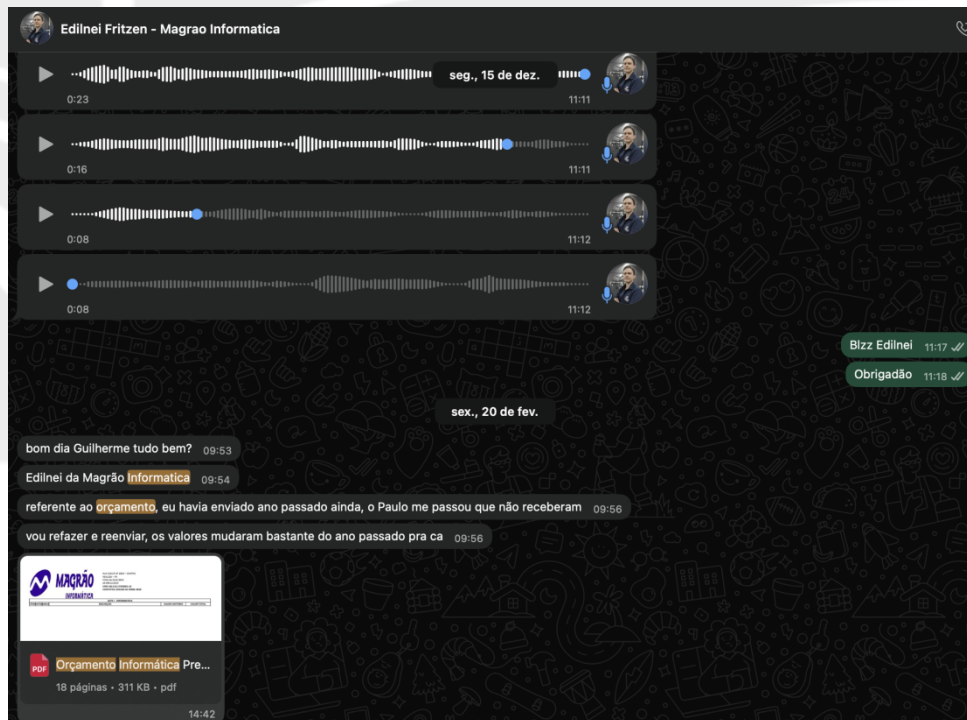 Edilnei Fritzen - Magrao Informatica
seg., 15 de dez.
0:23 11:11
0:16 11:11
0:08 11:12
0:08 11:12
Blzz Edilnei 11:17
Obrigadão 11:18
sex., 20 de fev.
bom dia Guilherme tudo bem? 09:53
Edilnei da Magrão Informatica 09:54
referente ao orçamento, eu havia enviado ano passado ainda, o Paulo me passou que não receberam 09:56
vou refazer e reenviar, os valores mudaram bastante do ano passado pra ca 09:56
MAGRÃO
INFORMÁTICA
PDF
Orçamento Informática Pre...
18 páginas • 311 KB • pdf
14:42